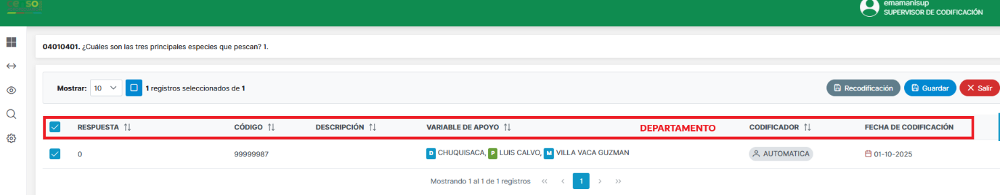 emamanisup
SUPERVISOR DE CODIFICACIÓN
04010401. ¿Cuáles son las tres principales especies que pescan? 1.
Mostrar: 10 1 registros seleccionados de 1 Recodificación Guardar Salir
RESPUESTA CÓDIGO DESCRIPCIÓN VARIABLE DE APOYO DEPARTAMENTO CODIFICADOR FECHA DE CODIFICACIÓN
0 99999987 D CHUQUISACA, P LUIS CALVO, M VILLA VACA GUZMAN AUTOMATICA 01-10-2025
Mostrando 1 al 1 de 1 registros « ‹ 1 › »